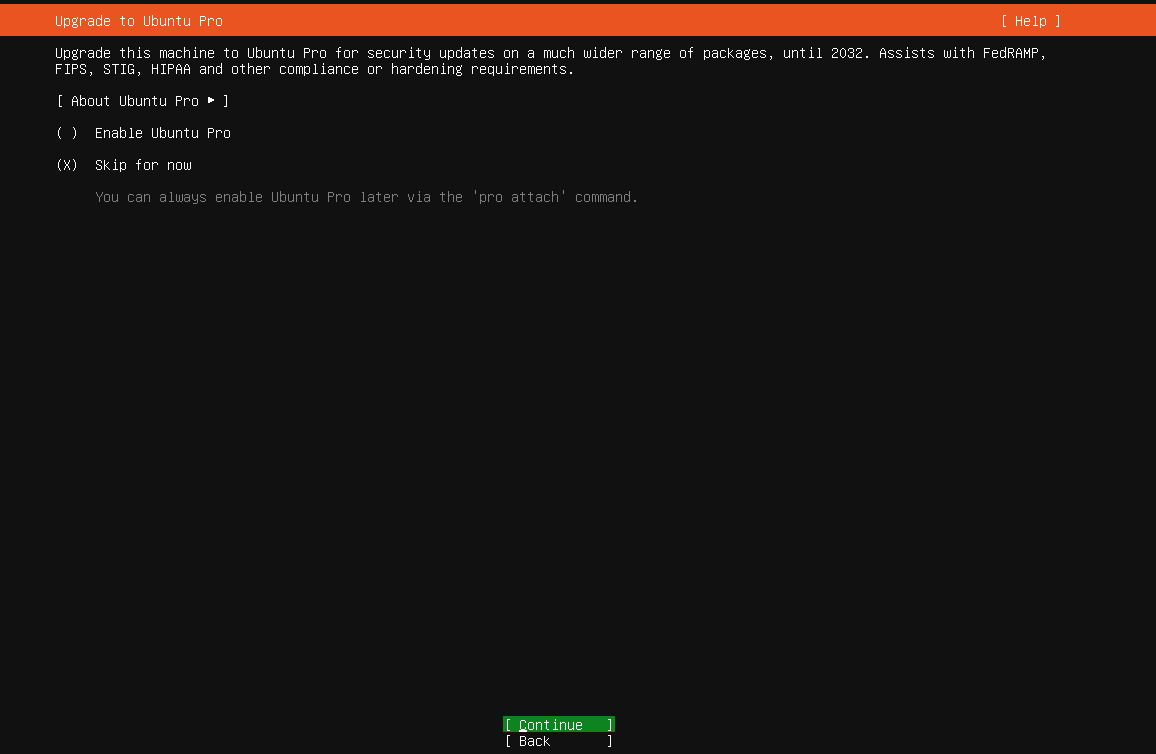 Upgrade to Ubuntu Pro [ Help ]
Upgrade this machine to Ubuntu Pro for security updates on a much wider range of packages, until 2032. Assists with FedRAMP,
FIPS, STIG, HIPAA and other compliance or hardening requirements.
[ About Ubuntu Pro ▸ ]
( ) Enable Ubuntu Pro
(X) Skip for now
You can always enable Ubuntu Pro later via the 'pro attach' command.
[ Continue ]
[ Back ]